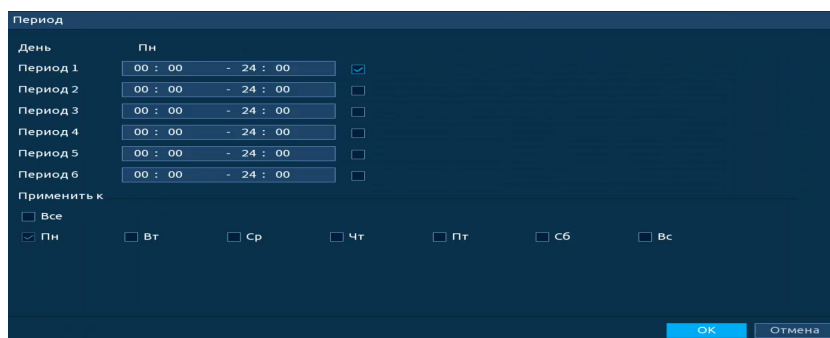 Период
День Пн
Период 1 00 : 00 - 24 : 00
Период 2 00 : 00 - 24 : 00
Период 3 00 : 00 - 24 : 00
Период 4 00 : 00 - 24 : 00
Период 5 00 : 00 - 24 : 00
Период 6 00 : 00 - 24 : 00
Применить к
Все
Пн Вт Ср Чт Пт Сб Вс
OK Отмена